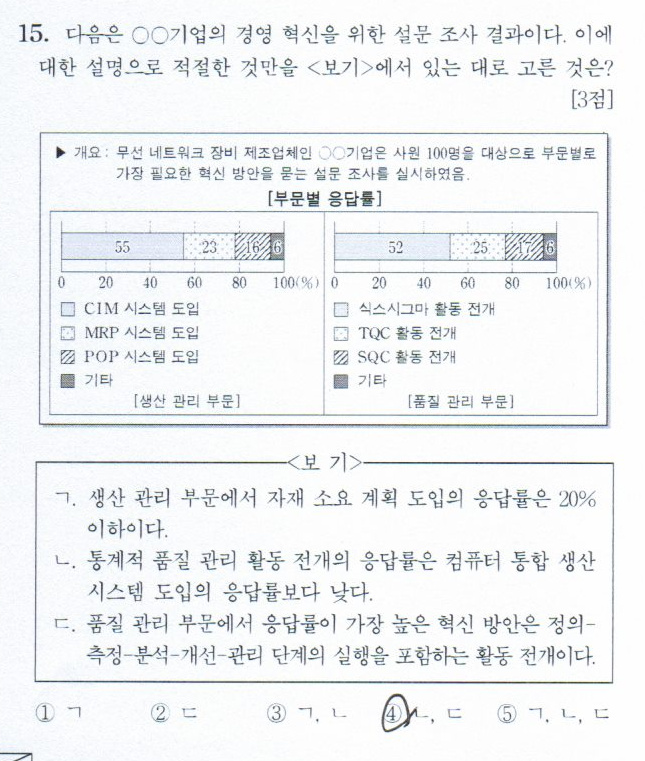 15. 다음은 ○○기업의 경영 혁신을 위한 설문 조사 결과이다. 이에
대한 설명으로 적절한 것만을 <보기>에서 있는 대로 고른 것은?
[3점]
▶ 개요: 무선 네트워크 장비 제조업체인 ○○기업은 사원 100명을 대상으로 부문별로
가장 필요한 혁신 방안을 묻는 설문 조사를 실시하였음.
[부문별 응답률]
55 23 16 6
0 20 40 60 80 100(%)
CIM 시스템 도입
MRP 시스템 도입
POP 시스템 도입
기타
[생산 관리 부문]
52 25 17 6
0 20 40 60 80 100(%)
식스시그마 활동 전개
TQC 활동 전개
SQC 활동 전개
기타
[품질 관리 부문]
<보 기>
ㄱ. 생산 관리 부문에서 자재 소요 계획 도입의 응답률은 20%
이하이다.
ㄴ. 통계적 품질 관리 활동 전개의 응답률은 컴퓨터 통합 생산
시스템 도입의 응답률보다 낮다.
ㄷ. 품질 관리 부문에서 응답률이 가장 높은 혁신 방안은 정의-
측정-분석-개선-관리 단계의 실행을 포함하는 활동 전개이다.
① ㄱ ② ㄷ ③ ㄱ, ㄴ ④ ㄴ, ㄷ ⑤ ㄱ, ㄴ, ㄷ